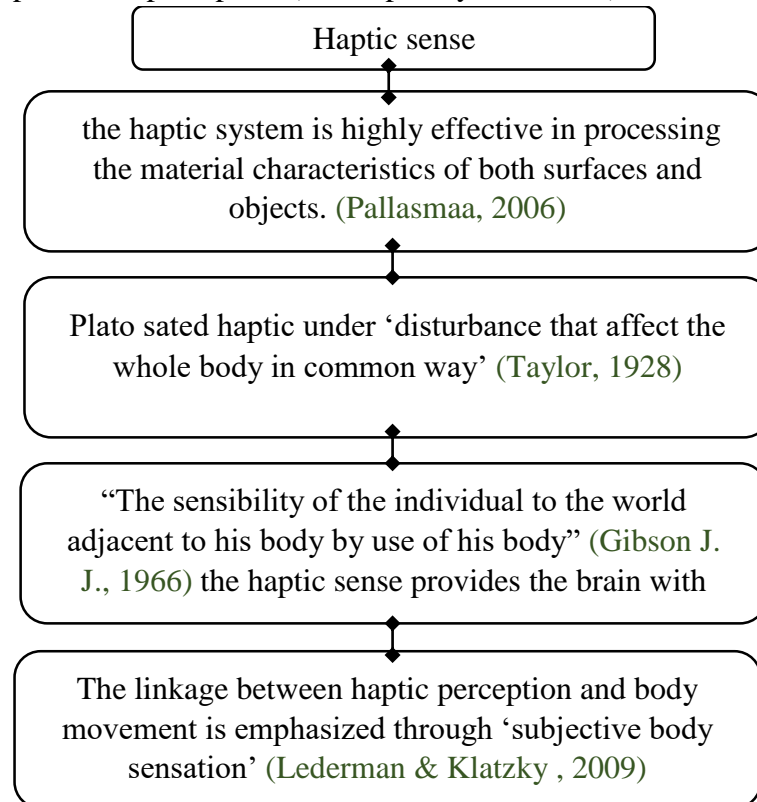 Haptic sense
the haptic system is highly effective in processing
the material characteristics of both surfaces and
objects. (Pallasmaa, 2006)
Plato sated haptic under ‘disturbance that affect the
whole body in common way’ (Taylor, 1928)
“The sensibility of the individual to the world
adjacent to his body by use of his body” (Gibson J.
J., 1966) the haptic sense provides the brain with
The linkage between haptic perception and body
movement is emphasized through ‘subjective body
sensation’ (Lederman & Klatzky , 2009)